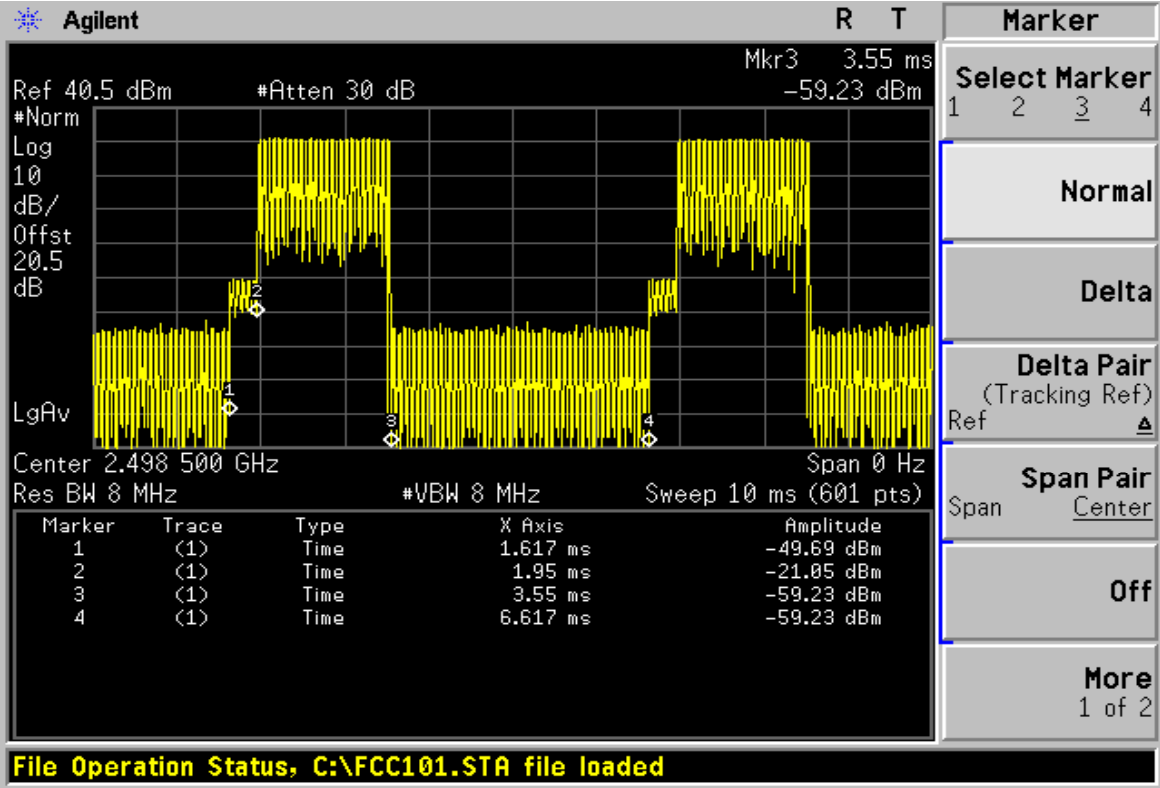 Agilent R T Marker
Mkr3 3.55 ms
Ref 40.5 dBm #Atten 30 dB -59.23 dBm
#Norm
Log
10
dB/
Offst
20.5
dB
LgAv
1
2
3
4
Center 2.498 500 GHz Span 0 Hz
Res BW 8 MHz #VBW 8 MHz Sweep 10 ms (601 pts)
Marker Trace Type X Axis Amplitude
1 (1) Time 1.617 ms -49.69 dBm
2 (1) Time 1.95 ms -21.05 dBm
3 (1) Time 3.55 ms -59.23 dBm
4 (1) Time 6.617 ms -59.23 dBm
Select Marker
1 2 3 4
Normal
Delta
Delta Pair
(Tracking Ref)
Ref Δ
Span Pair
Span Center
Off
More
1 of 2
File Operation Status, C:\FCC101.STA file loaded